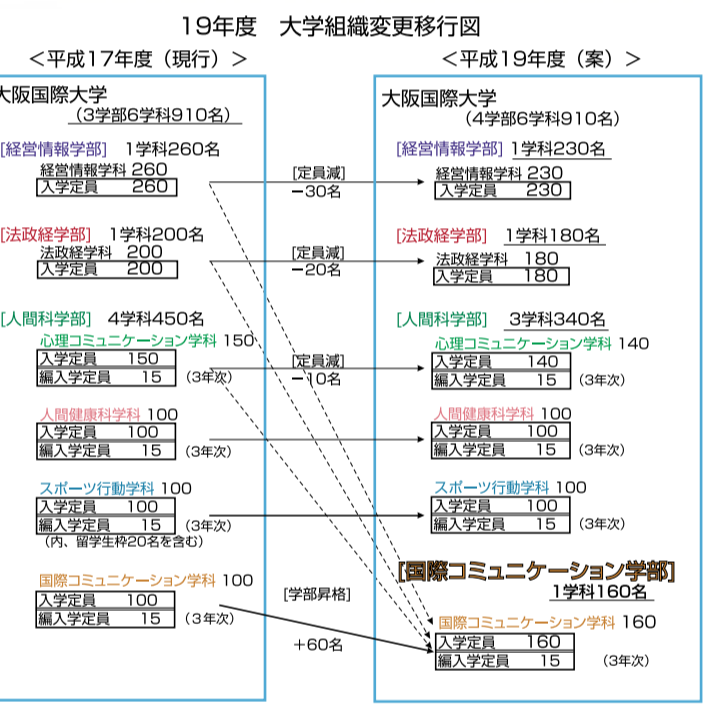 19年度　大学組織変更移行図
＜平成17年度（現行）＞
大阪国際大学
（3学部6学科910名）
[経営情報学部]　1学科260名
経営情報学科 260
入学定員　260
[法政経学部]　1学科200名
法政経学科　200
入学定員　200
[人間科学部]　4学科450名
心理コミュニケーション学科 150
入学定員　150
編入学定員　15　（3年次）
人間健康科学科 100
入学定員　100
編入学定員　15　（3年次）
スポーツ行動学科 100
入学定員　100
編入学定員　15　（3年次）
（内、留学生枠20名を含む）
国際コミュニケーション学科 100
入学定員　100
編入学定員　15　（3年次）
[定員減]
−30名
[定員減]
−20名
[定員減]
−10名
[学部昇格]
＋60名
＜平成19年度（案）＞
大阪国際大学
（4学部6学科910名）
[経営情報学部]　1学科230名
経営情報学科 230
入学定員　230
[法政経学部]　1学科180名
法政経学科　180
入学定員　180
[人間科学部]　3学科340名
心理コミュニケーション学科 140
入学定員　140
編入学定員　15　（3年次）
人間健康科学科 100
入学定員　100
編入学定員　15　（3年次）
スポーツ行動学科 100
入学定員　100
編入学定員　15　（3年次）
[国際コミュニケーション学部]
1学科160名
国際コミュニケーション学科 160
入学定員　160
編入学定員　15　（3年次）